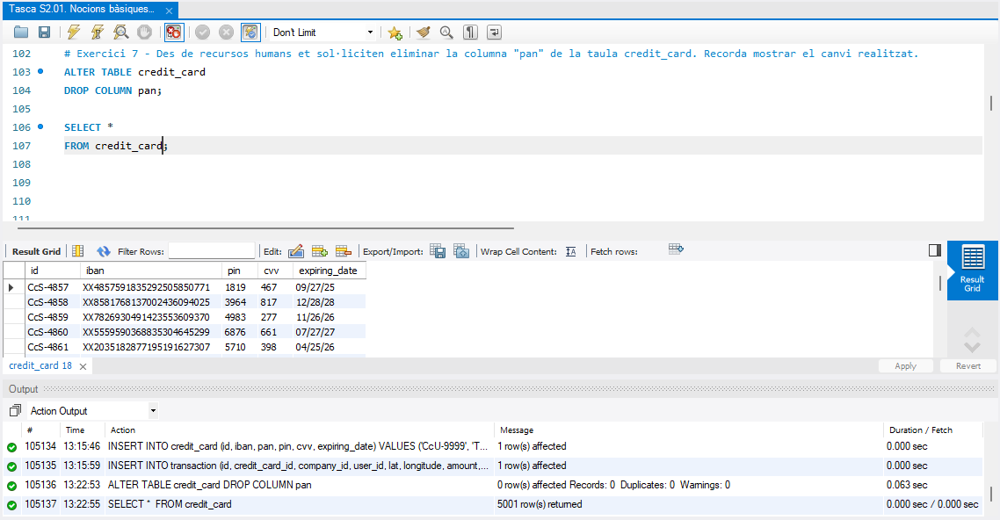 Tasca S2.01. Nocions bàsiques...
Don't Limit
102 # Exercici 7 - Des de recursos humans et sol·liciten eliminar la columna "pan" de la taula credit_card. Recorda mostrar el canvi realitzat.
103 ALTER TABLE credit_card
104 DROP COLUMN pan;
105
106 SELECT *
107 FROM credit_card;
108
109
110
111
Result Grid Filter Rows: Edit: Export/Import: Wrap Cell Content: Fetch rows:
id iban pin cvv expiring_date
CcS-4857 XX4857591835292505850771 1819 467 09/27/25
CcS-4858 XX8581768137002436094025 3964 817 12/28/28
CcS-4859 XX7826930491423553609370 4983 277 11/26/26
CcS-4860 XX5559590368835304645299 6876 661 07/27/27
CcS-4861 XX2035182877195191627307 5710 398 04/25/26
Result
Grid
credit_card 18 Apply Revert
Output
Action Output
# Time Action Message Duration / Fetch
105134 13:15:46 INSERT INTO credit_card (id, iban, pan, pin, cvv, expiring_date) VALUES ('CcU-9999', 'T... 1 row(s) affected 0.000 sec
105135 13:15:59 INSERT INTO transaction (id, credit_card_id, company_id, user_id, lat, longitude, amount,... 1 row(s) affected 0.000 sec
105136 13:22:53 ALTER TABLE credit_card DROP COLUMN pan 0 row(s) affected Records: 0 Duplicates: 0 Warnings: 0 0.063 sec
105137 13:22:55 SELECT * FROM credit_card 5001 row(s) returned 0.000 sec / 0.000 sec